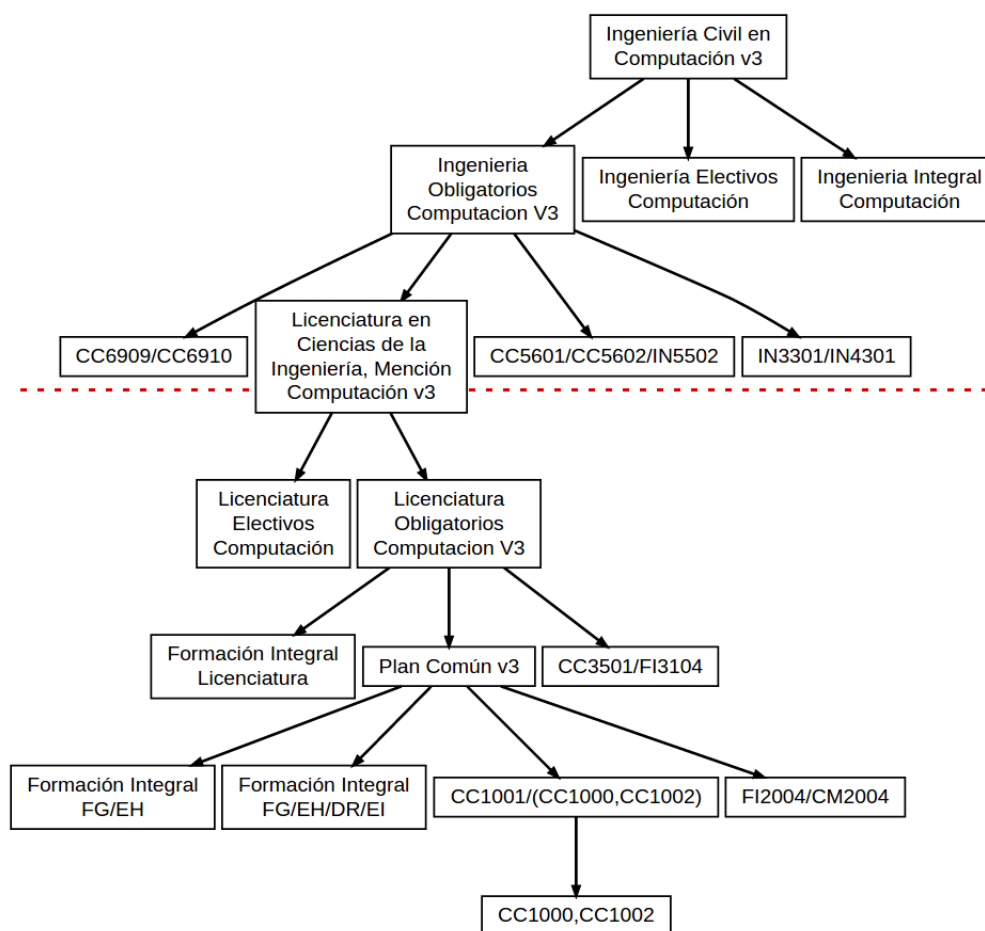 Ingeniería Civil en
Computación v3
Ingenieria
Obligatorios
Computacion V3
Ingeniería Electivos
Computación
Ingenieria Integral
Computación
CC6909/CC6910
Licenciatura en
Ciencias de la
Ingeniería, Mención
Computación v3
CC5601/CC5602/IN5502
IN3301/IN4301
Licenciatura
Electivos
Computación
Licenciatura
Obligatorios
Computacion V3
Formación Integral
Licenciatura
Plan Común v3
CC3501/FI3104
Formación Integral
FG/EH
Formación Integral
FG/EH/DR/EI
CC1001/(CC1000,CC1002)
FI2004/CM2004
CC1000,CC1002